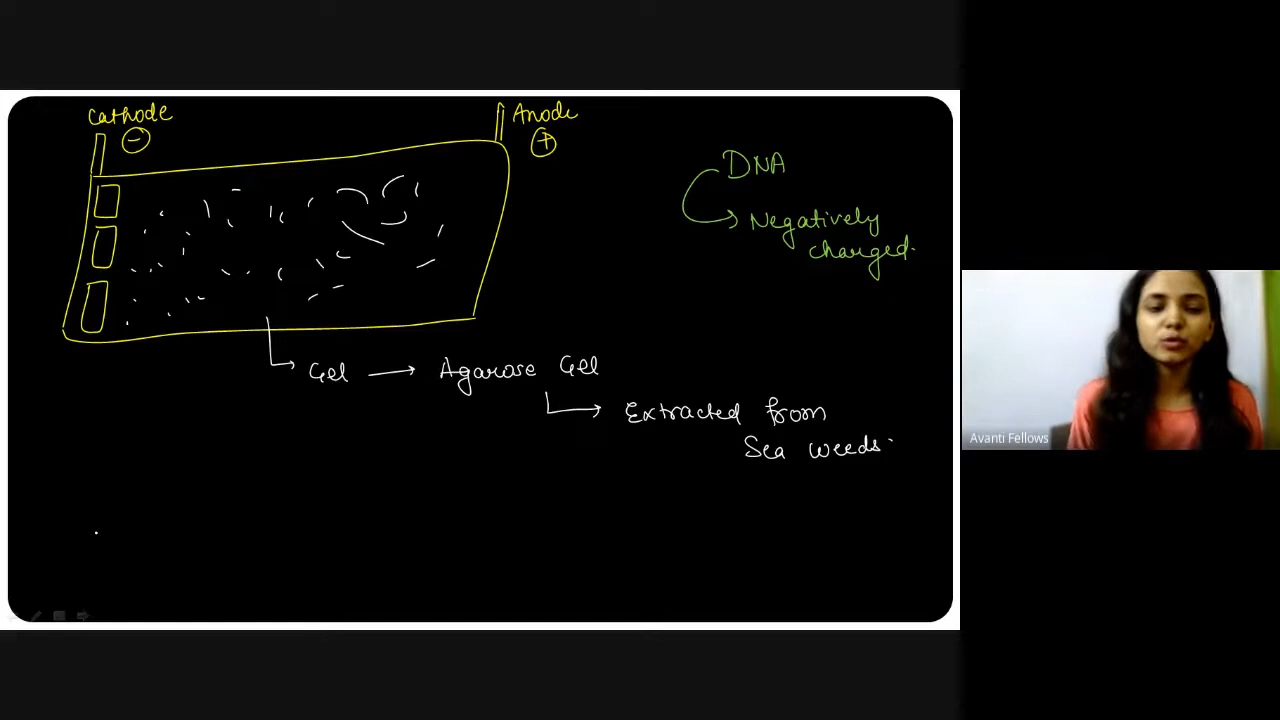 Cathode
Anode
-
+
DNA
Negatively
charged.
Gel → Agarose Gel
Extracted from
Sea weeds.
Avanti Fellows